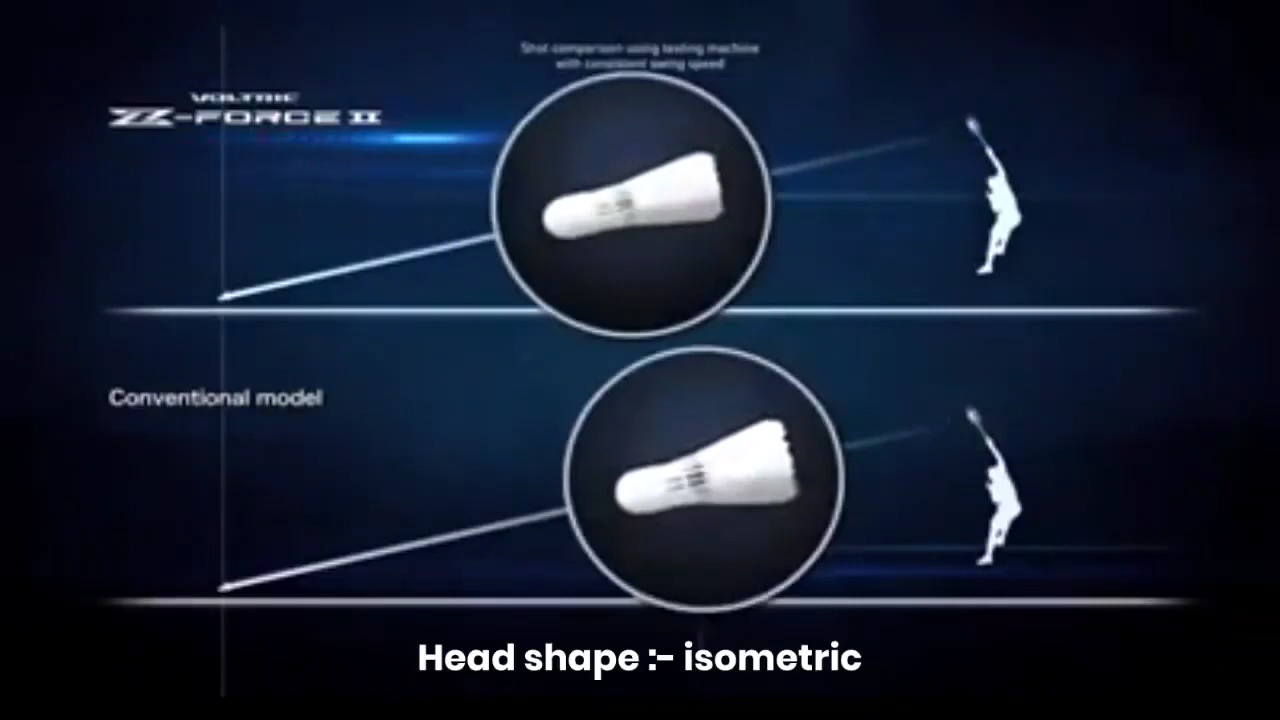 Shot comparison using testing machine
with consistent swing speed
VOLTRIC
Z-FORCE II
Conventional model
Head shape :- isometric